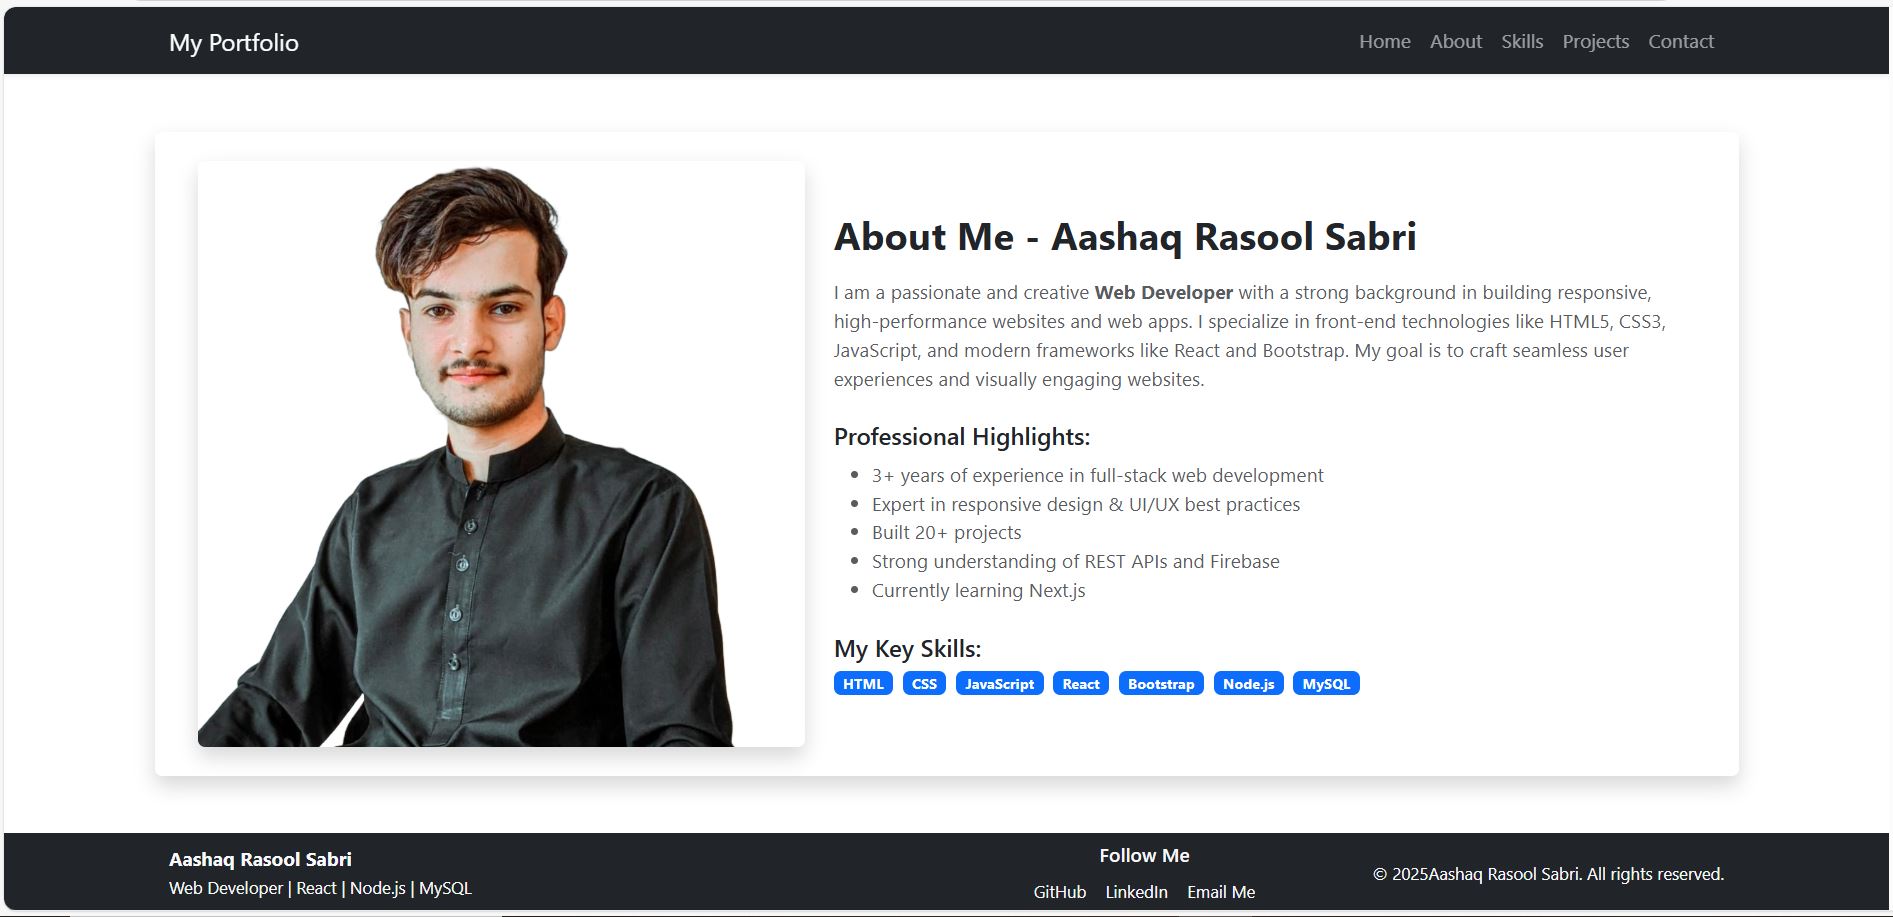 My Portfolio
Home About Skills Projects Contact
About Me - Aashaq Rasool Sabri
I am a passionate and creative Web Developer with a strong background in building responsive,
high-performance websites and web apps. I specialize in front-end technologies like HTML5, CSS3,
JavaScript, and modern frameworks like React and Bootstrap. My goal is to craft seamless user
experiences and visually engaging websites.
Professional Highlights:
• 3+ years of experience in full-stack web development
• Expert in responsive design & UI/UX best practices
• Built 20+ projects
• Strong understanding of REST APIs and Firebase
• Currently learning Next.js
My Key Skills:
HTML CSS JavaScript React Bootstrap Node.js MySQL
Aashaq Rasool Sabri
Web Developer | React | Node.js | MySQL
Follow Me
GitHub LinkedIn Email Me
© 2025Aashaq Rasool Sabri. All rights reserved.